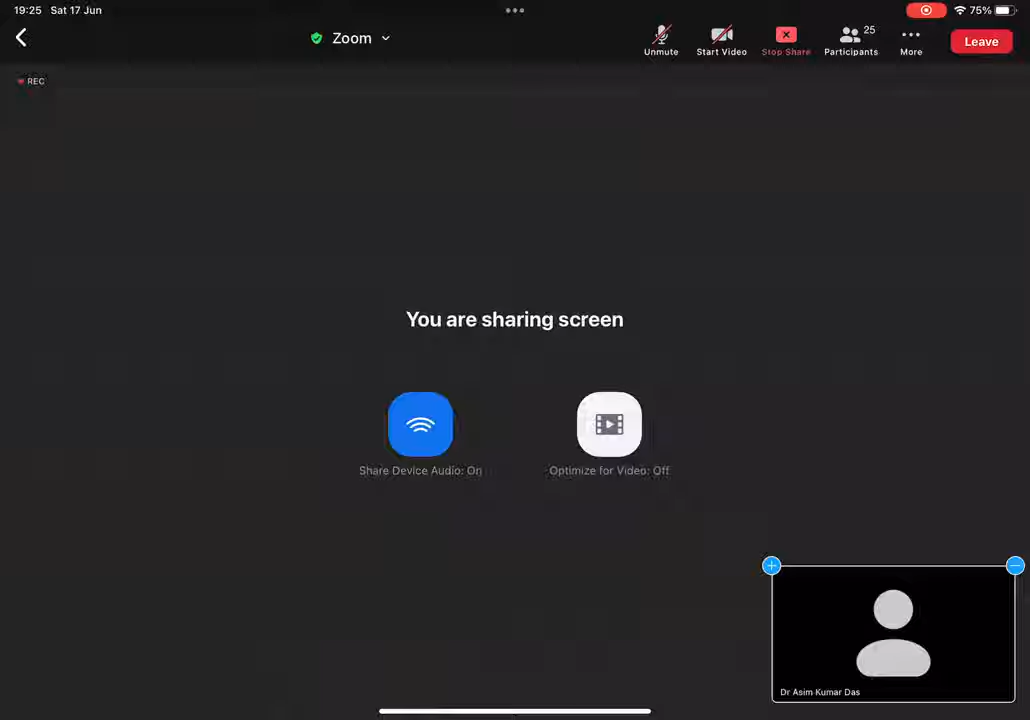 19:25 Sat 17 Jun
75%
Zoom
Unmute
Start Video
Stop Share
25
Participants
More
Leave
REC
You are sharing screen
Share Device Audio: On
Optimize for Video: Off
Dr Asim Kumar Das